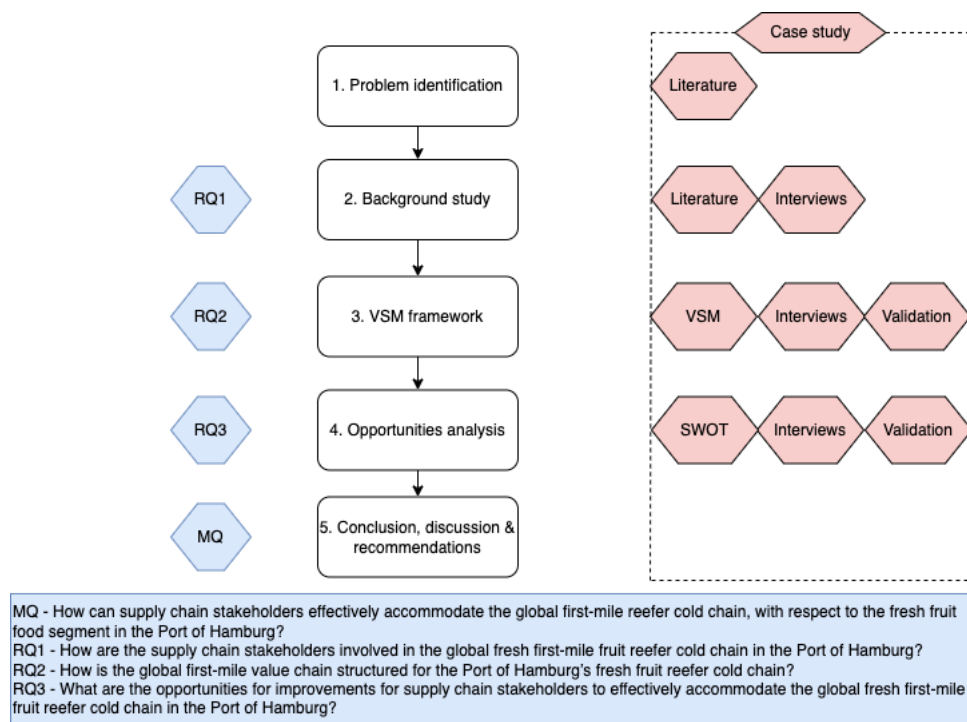 Case study
1. Problem identification
Literature
RQ1
2. Background study
Literature
Interviews
RQ2
3. VSM framework
VSM
Interviews
Validation
RQ3
4. Opportunities analysis
SWOT
Interviews
Validation
MQ
5. Conclusion, discussion &
recommendations
MQ - How can supply chain stakeholders effectively accommodate the global first-mile reefer cold chain, with respect to the fresh fruit
food segment in the Port of Hamburg?
RQ1 - How are the supply chain stakeholders involved in the global fresh first-mile fruit reefer cold chain in the Port of Hamburg?
RQ2 - How is the global first-mile value chain structured for the Port of Hamburg's fresh fruit reefer cold chain?
RQ3 - What are the opportunities for improvements for supply chain stakeholders to effectively accommodate the global fresh first-mile
fruit reefer cold chain in the Port of Hamburg?